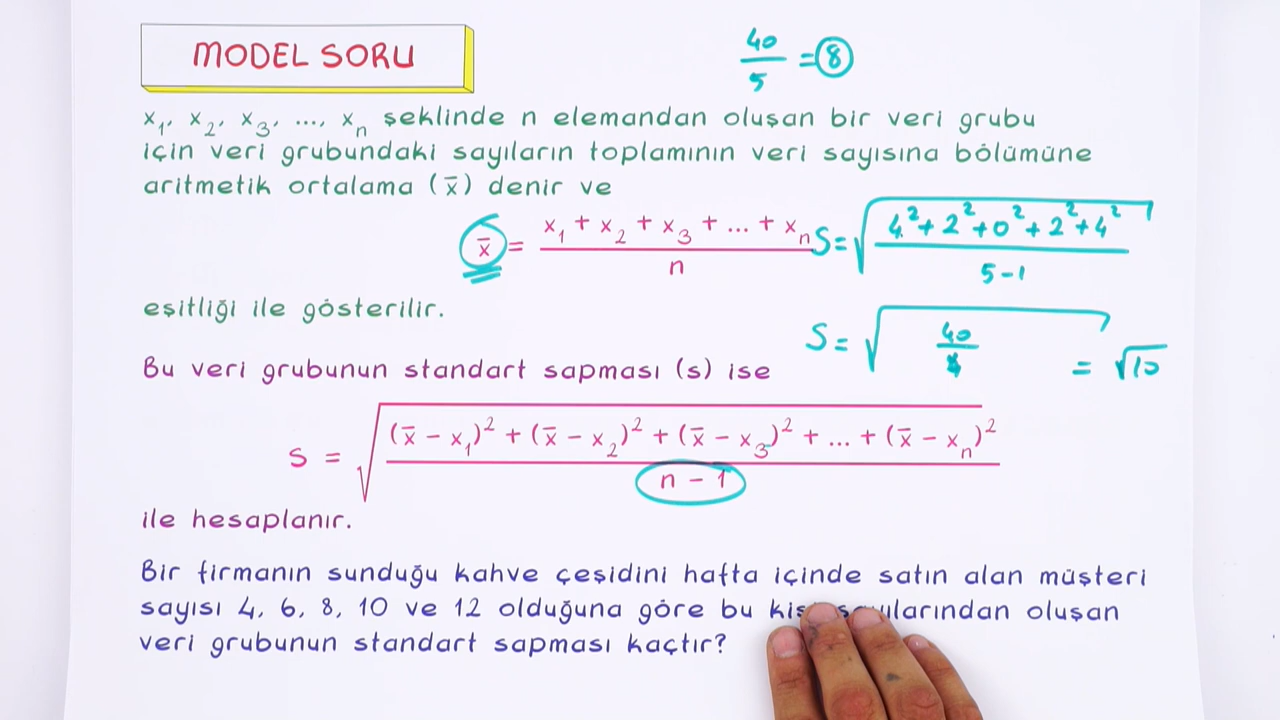 MODEL SORU
40/5 = 8
x₁, x₂, x₃, ..., xₙ şeklinde n elemandan oluşan bir veri grubu
için veri grubundaki sayıların toplamının veri sayısına bölümüne
aritmetik ortalama (x̄) denir ve
x̄ = (x₁ + x₂ + x₃ + ... + xₙ)/n
S = √((4² + 2² + 0² + 2² + 4²)/(5 - 1))
eşitliği ile gösterilir.
S = √(40/4) = √10
Bu veri grubunun standart sapması (s) ise
s = √(((x̄ - x₁)² + (x̄ - x₂)² + (x̄ - x₃)² + ... + (x̄ - xₙ)²)/(n - 1))
ile hesaplanır.
Bir firmanın sunduğu kahve çeşidini hafta içinde satın alan müşteri
sayısı 4, 6, 8, 10 ve 12 olduğuna göre bu oluşan
veri grubunun standart sapması kaçtır?